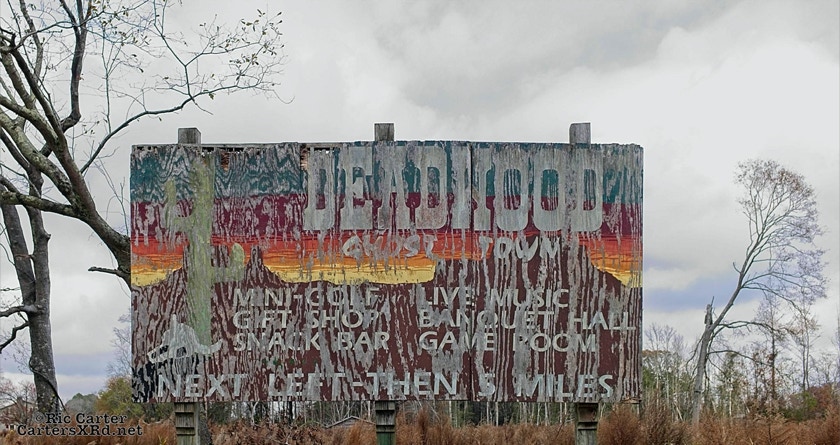 DEADWOOD
GHOST TOWN
MINI-GOLF LIVE MUSIC
GIFT SHOP BANQUET HALL
SNACK BAR GAME ROOM
NEXT LEFT-THEN 5 MILES
© Ric Carter
CartersXRd.net